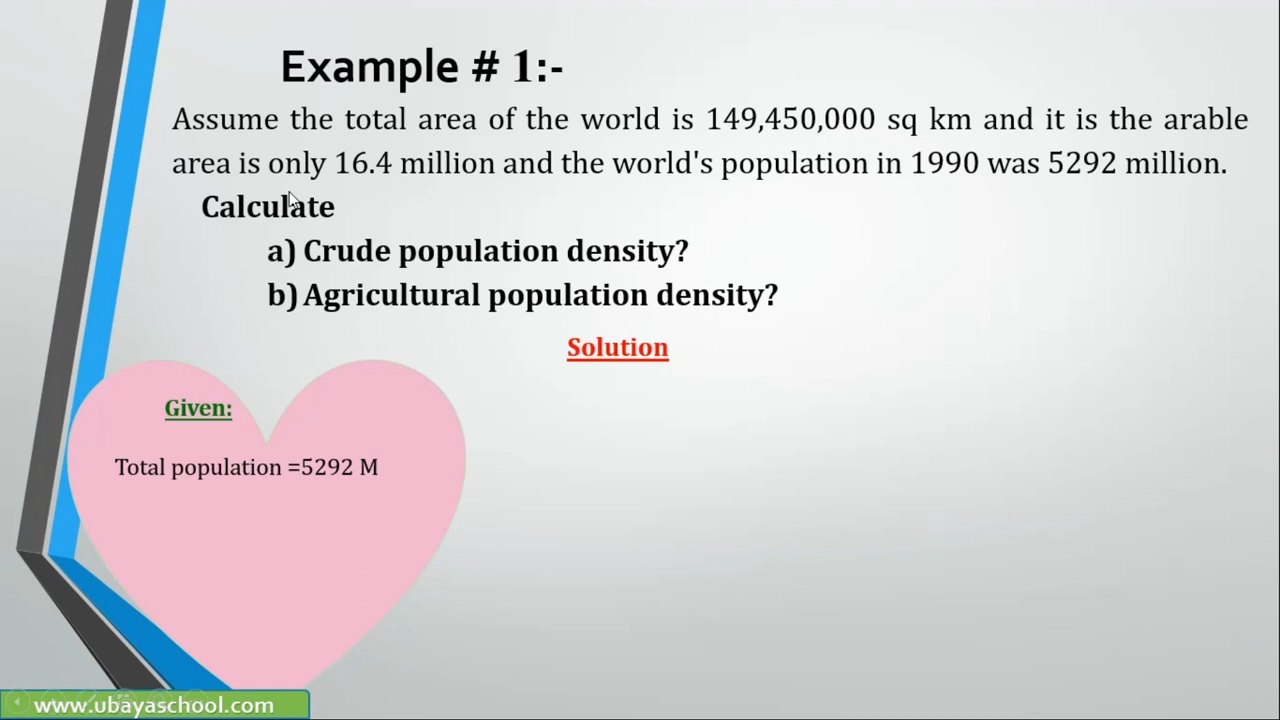 Example # 1:-
Assume the total area of the world is 149,450,000 sq km and it is the arable
area is only 16.4 million and the world's population in 1990 was 5292 million.
Calculate
a) Crude population density?
b) Agricultural population density?
Solution
Given:
Total population =5292 M
www.ubayaschool.com